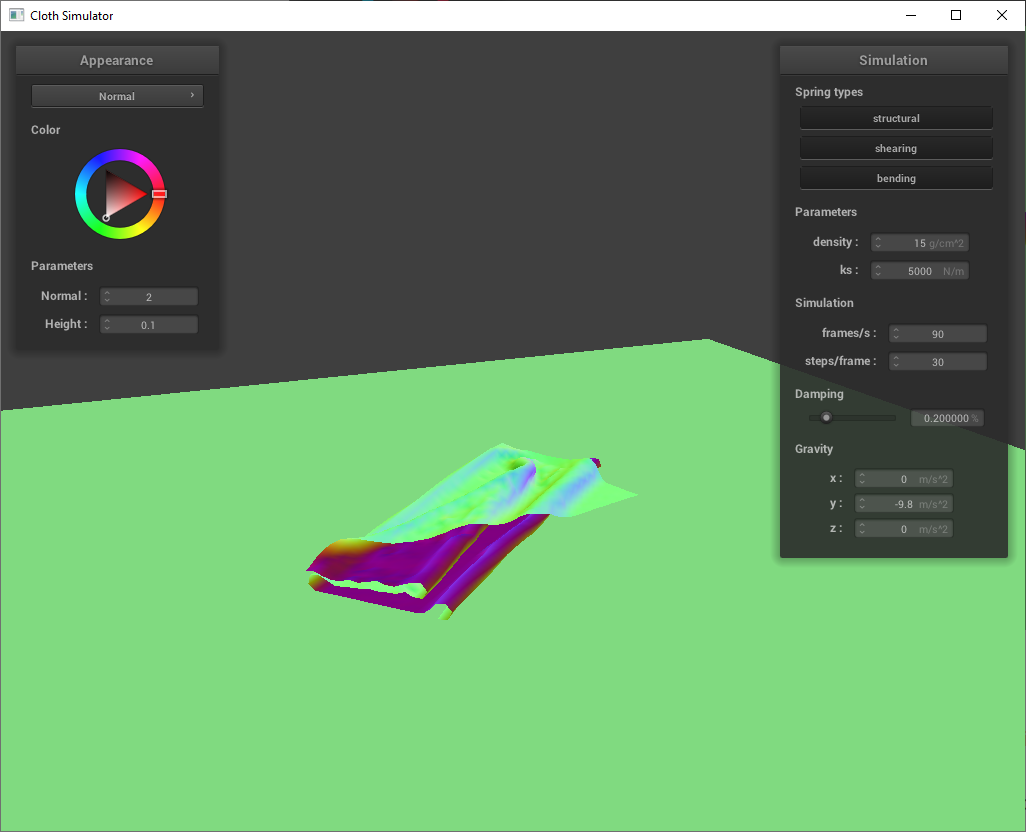 Cloth Simulator
Appearance
Normal
Color
Parameters
Normal : 2
Height : 0.1
Simulation
Spring types
structural
shearing
bending
Parameters
density : 15 g/cm^2
ks : 5000 N/m
Simulation
frames/s : 90
steps/frame : 30
Damping
0.200000 %
Gravity
x : 0 m/s^2
y : -9.8 m/s^2
z : 0 m/s^2